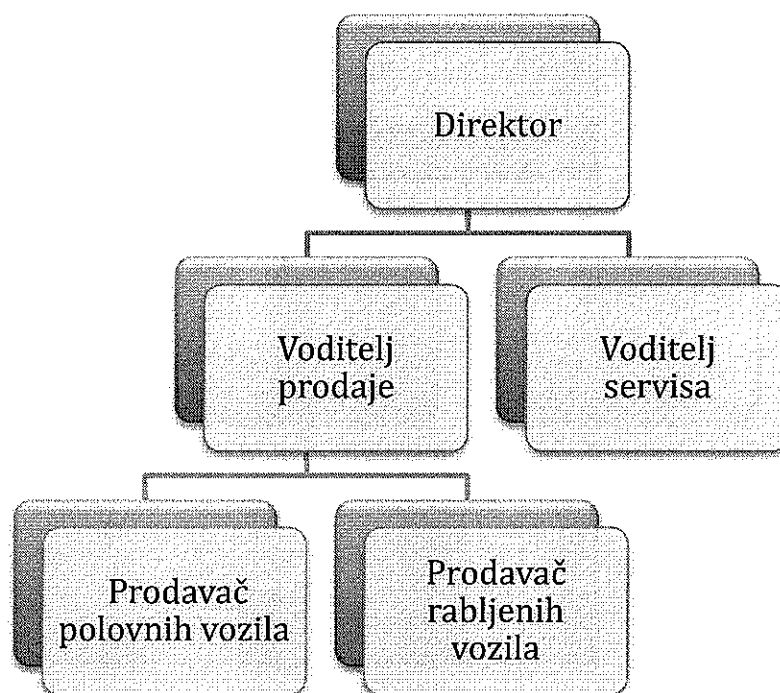 Direktor
Voditelj
prodaje
Voditelj
servisa
Prodavač
polovnih vozila
Prodavač
rabljenih
vozila